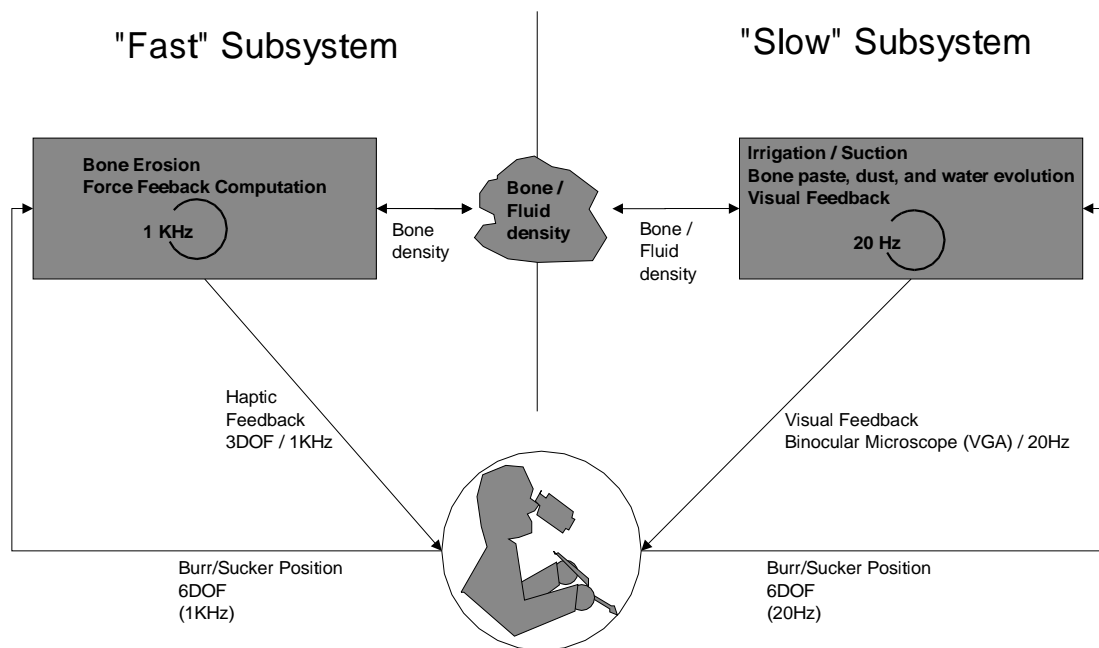 "Fast" Subsystem
"Slow" Subsystem
Bone Erosion
Force Feeback Computation
1 KHz
Bone
density
Bone /
Fluid
density
Bone /
Fluid
density
Irrigation / Suction
Bone paste, dust, and water evolution
Visual Feedback
20 Hz
Haptic
Feedback
3DOF / 1KHz
Visual Feedback
Binocular Microscope (VGA) / 20Hz
Burr/Sucker Position
6DOF
(1KHz)
Burr/Sucker Position
6DOF
(20Hz)